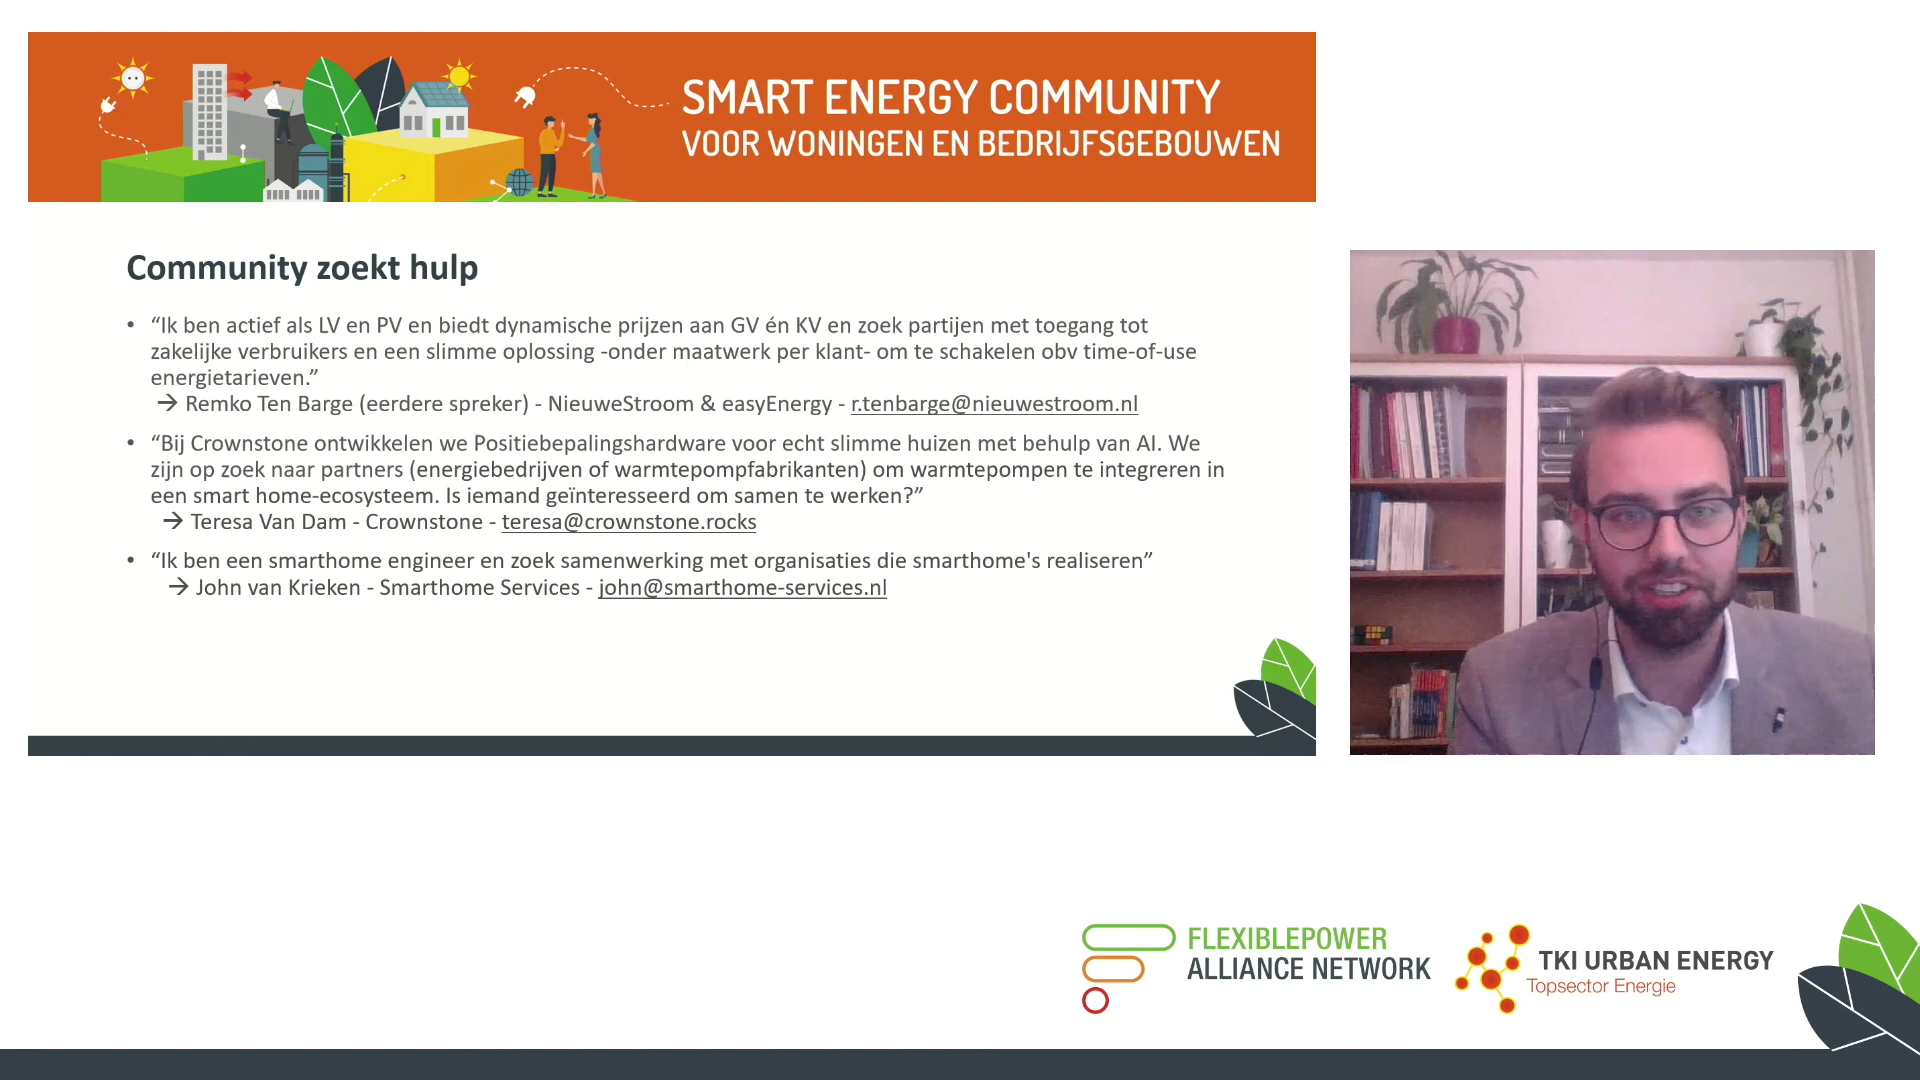 SMART ENERGY COMMUNITY
VOOR WONINGEN EN BEDRIJFSGEBOUWEN
Community zoekt hulp
• “Ik ben actief als LV en PV en biedt dynamische prijzen aan GV én KV en zoek partijen met toegang tot
zakelijke verbruikers en een slimme oplossing -onder maatwerk per klant- om te schakelen obv time-of-use
energietarieven.”
→ Remko Ten Barge (eerdere spreker) - NieuweStroom & easyEnergy - r.tenbarge@nieuwestroom.nl
• “Bij Crownstone ontwikkelen we Positiebepalingshardware voor echt slimme huizen met behulp van AI. We
zijn op zoek naar partners (energiebedrijven of warmtepompfabrikanten) om warmtepompen te integreren in
een smart home-ecosysteem. Is iemand geïnteresseerd om samen te werken?”
→ Teresa Van Dam - Crownstone - teresa@crownstone.rocks
• “Ik ben een smarthome engineer en zoek samenwerking met organisaties die smarthome's realiseren”
→ John van Krieken - Smarthome Services - john@smarthome-services.nl
FLEXIBLEPOWER
ALLIANCE NETWORK
TKI URBAN ENERGY
Topsector Energie